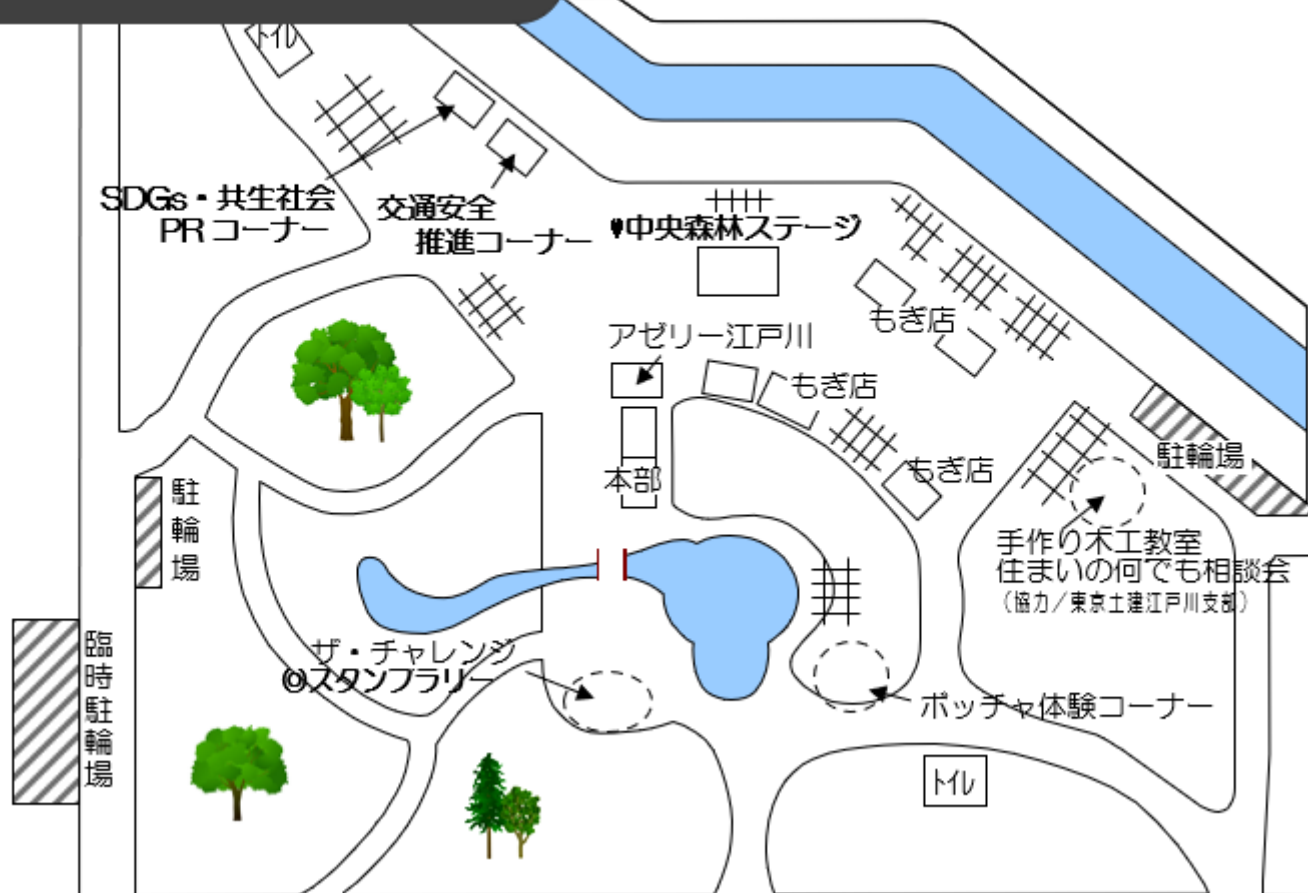 トイレ
SDGs・共生社会
PRコーナー
交通安全
推進コーナー
中央森林ステージ
もぎ店
アゼリー江戸川
もぎ店
もぎ店
本部
駐輪場
駐輪場
手作り木工教室
住まいの何でも相談会
(協力/東京土建江戸川支部)
臨時駐輪場
ザ・チャレンジ
◎スタンプラリー
ポッチャ体験コーナー
トイレ